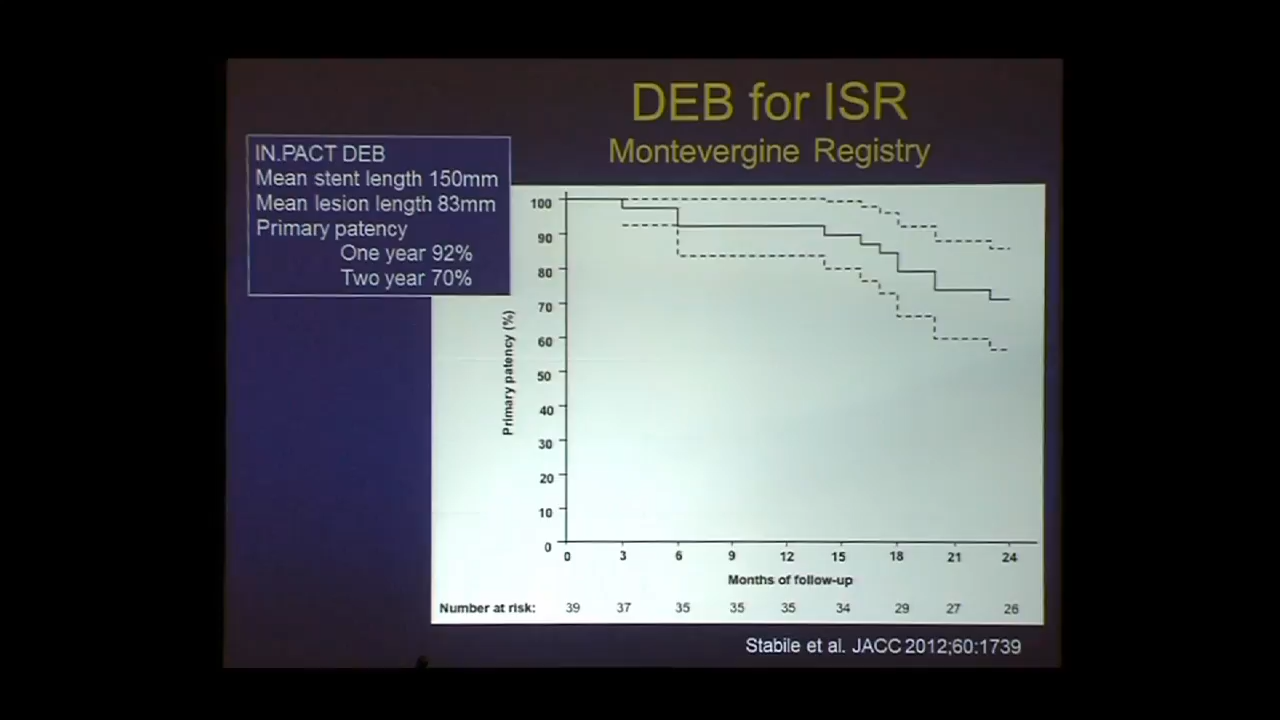 DEB for ISR
Montevergine Registry
IN.PACT DEB
Mean stent length 150mm
Mean lesion length 83mm
Primary patency
One year 92%
Two year 70%
Primary patency (%)
100
90
80
70
60
50
40
30
20
10
0
0 3 6 9 12 15 18 21 24
Months of follow-up
Number at risk: 39 37 35 35 35 34 29 27 26
Stabile et al. JACC 2012;60:1739